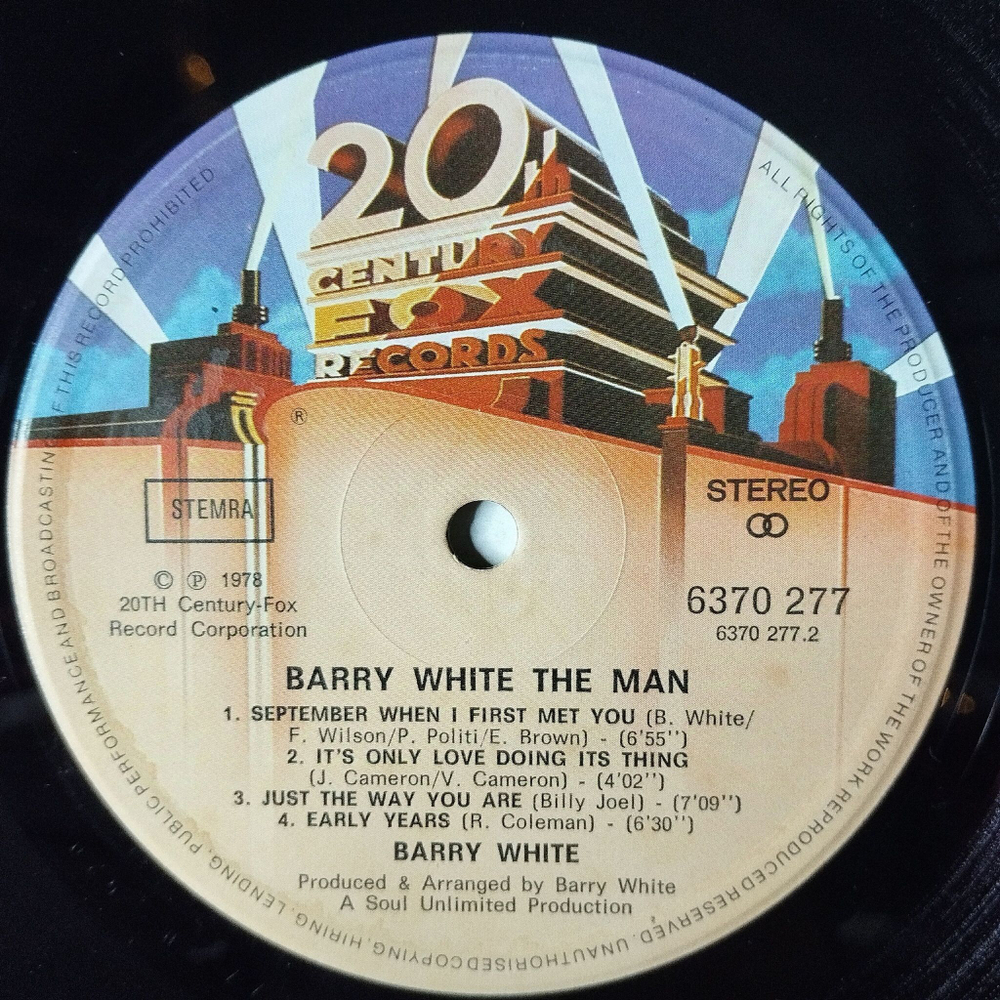 20th
CENTURY
FOX
RECORDS
®
STEMRA
STEREO
© ℗ 1978
20TH Century-Fox
Record Corporation
6370 277
6370 277.2
BARRY WHITE THE MAN
1. SEPTEMBER WHEN I FIRST MET YOU (B. White/
F. Wilson/P. Politi/E. Brown) - (6'55'')
2. IT'S ONLY LOVE DOING ITS THING
(J. Cameron/V. Cameron) - (4'02'')
3. JUST THE WAY YOU ARE (Billy Joel) - (7'09'')
4. EARLY YEARS (R. Coleman) - (6'30'')
BARRY WHITE
Produced & Arranged by Barry White
A Soul Unlimited Production
ALL RIGHTS OF THE PRODUCER AND OF THE OWNER OF THE WORK REPRODUCED RESERVED. UNAUTHORISED COPYING, HIRING, LENDING, PUBLIC PERFORMANCE AND BROADCASTING OF THIS RECORD PROHIBITED